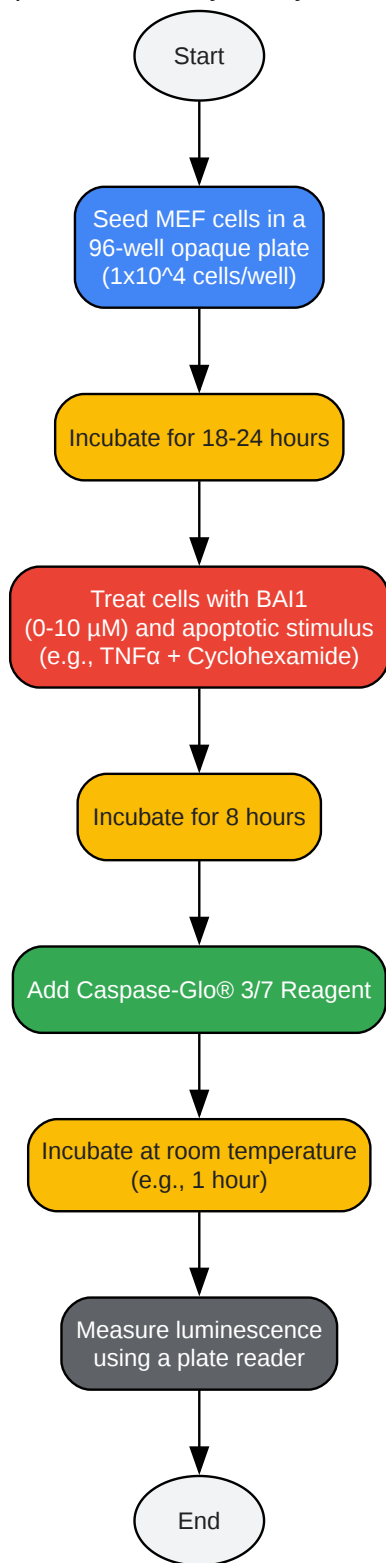 Start
Seed MEF cells in a
96-well opaque plate
(1x10^4 cells/well)
Incubate for 18-24 hours
Treat cells with BAI1
(0-10 µM) and apoptotic stimulus
(e.g., TNFα + Cyclohexamide)
Incubate for 8 hours
Add Caspase-Glo® 3/7 Reagent
Incubate at room temperature
(e.g., 1 hour)
Measure luminescence
using a plate reader
End